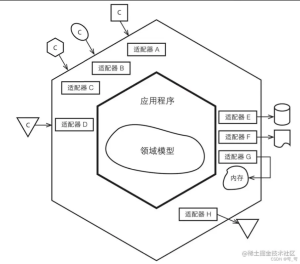 C
C
适配器 A
C
适配器 B
适配器 C
应用程序
C
适配器 D
适配器 E
适配器 F
领域模型
适配器 G
内存
适配器 H
@稀土掘金技术社区